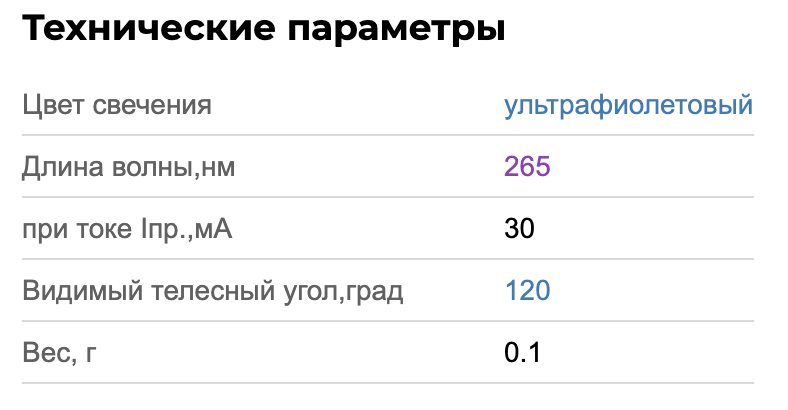 Технические параметры
Цвет свечения ультрафиолетовый
Длина волны,нм 265
при токе Iпр.,мА 30
Видимый телесный угол,град 120
Вес, г 0.1